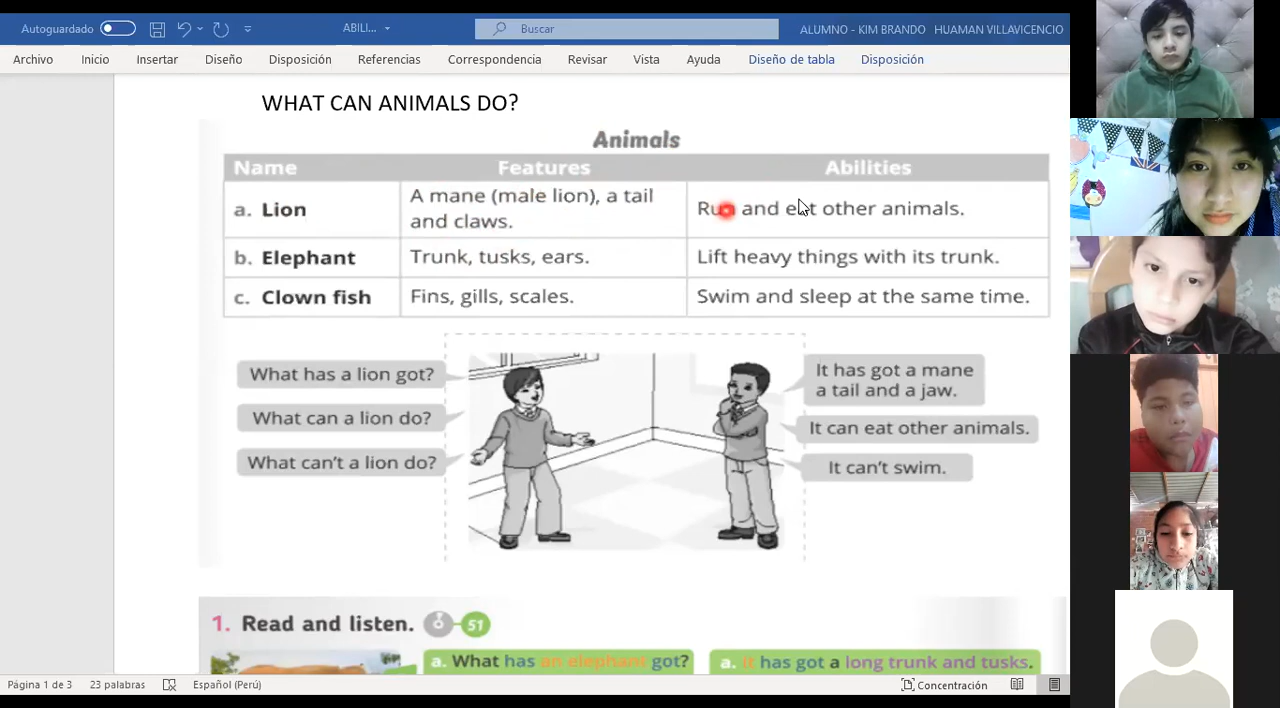 Autoguardado
ABILI...
Buscar
ALUMNO - KIM BRANDO HUAMAN VILLAVICENCIO
Archivo Inicio Insertar Diseño Disposición Referencias Correspondencia Revisar Vista Ayuda Diseño de tabla Disposición
WHAT CAN ANIMALS DO?
Animals
Name Features Abilities
a. Lion
A mane (male lion), a tail
and claws.
Run and eat other animals.
b. Elephant Trunk, tusks, ears. Lift heavy things with its trunk.
c. Clown fish Fins, gills, scales. Swim and sleep at the same time.
What has a lion got?
What can a lion do?
What can't a lion do?
It has got a mane
a tail and a jaw.
It can eat other animals.
It can't swim.
1. Read and listen. 51
a. What has an elephant got?
a. It has got a long trunk and tusks.
Página 1 de 3 23 palabras Español (Perú) Concentración